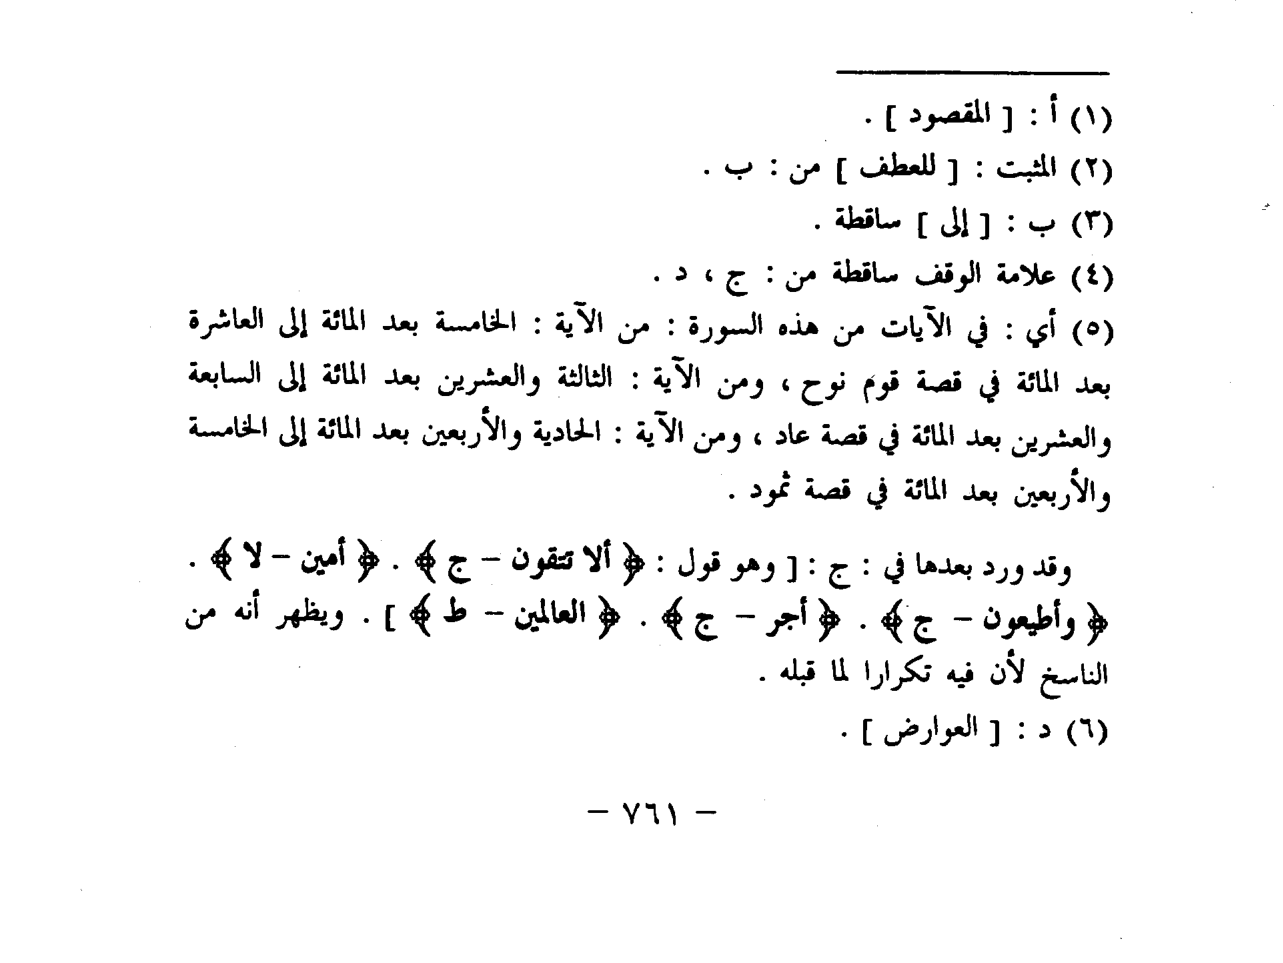 (١) أ : [ المقصود ] .
(٢) المثبت : [ للعطف ] من : ب .
(٣) ب : [ إلى ] ساقطة .
(٤) علامة الوقف ساقطة من : ج ، د .
(٥) أي : في الآيات من هذه السورة : من الآية : الخامسة بعد المائة إلى العاشرة
بعد المائة في قصة قوم نوح ، ومن الآية : الثالثة والعشرين بعد المائة إلى السابعة
والعشرين بعد المائة في قصة عاد ، ومن الآية : الحادية والأربعين بعد المائة إلى الخامسة
والأربعين بعد المائة في قصة ثمود .
وقد ورد بعدها في : ج : [ وهو قول : ﴿ ألا تتقون – ج ﴾ . ﴿ أمين – لا ﴾ .
﴿ وأطيعون – ج ﴾ . ﴿ أجر – ج ﴾ . ﴿ العالمين – ط ﴾ ] . ويظهر أنه من
الناسخ لأن فيه تكرارا لما قبله .
(٦) د : [ العوارض ] .
– ٧٦١ –